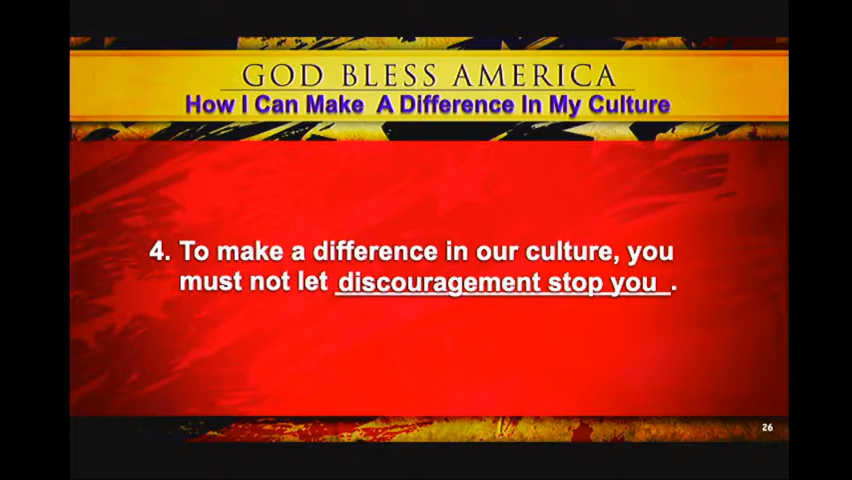 GOD BLESS AMERICA
How I Can Make A Difference In My Culture
4. To make a difference in our culture, you
must not let discouragement stop you.
26